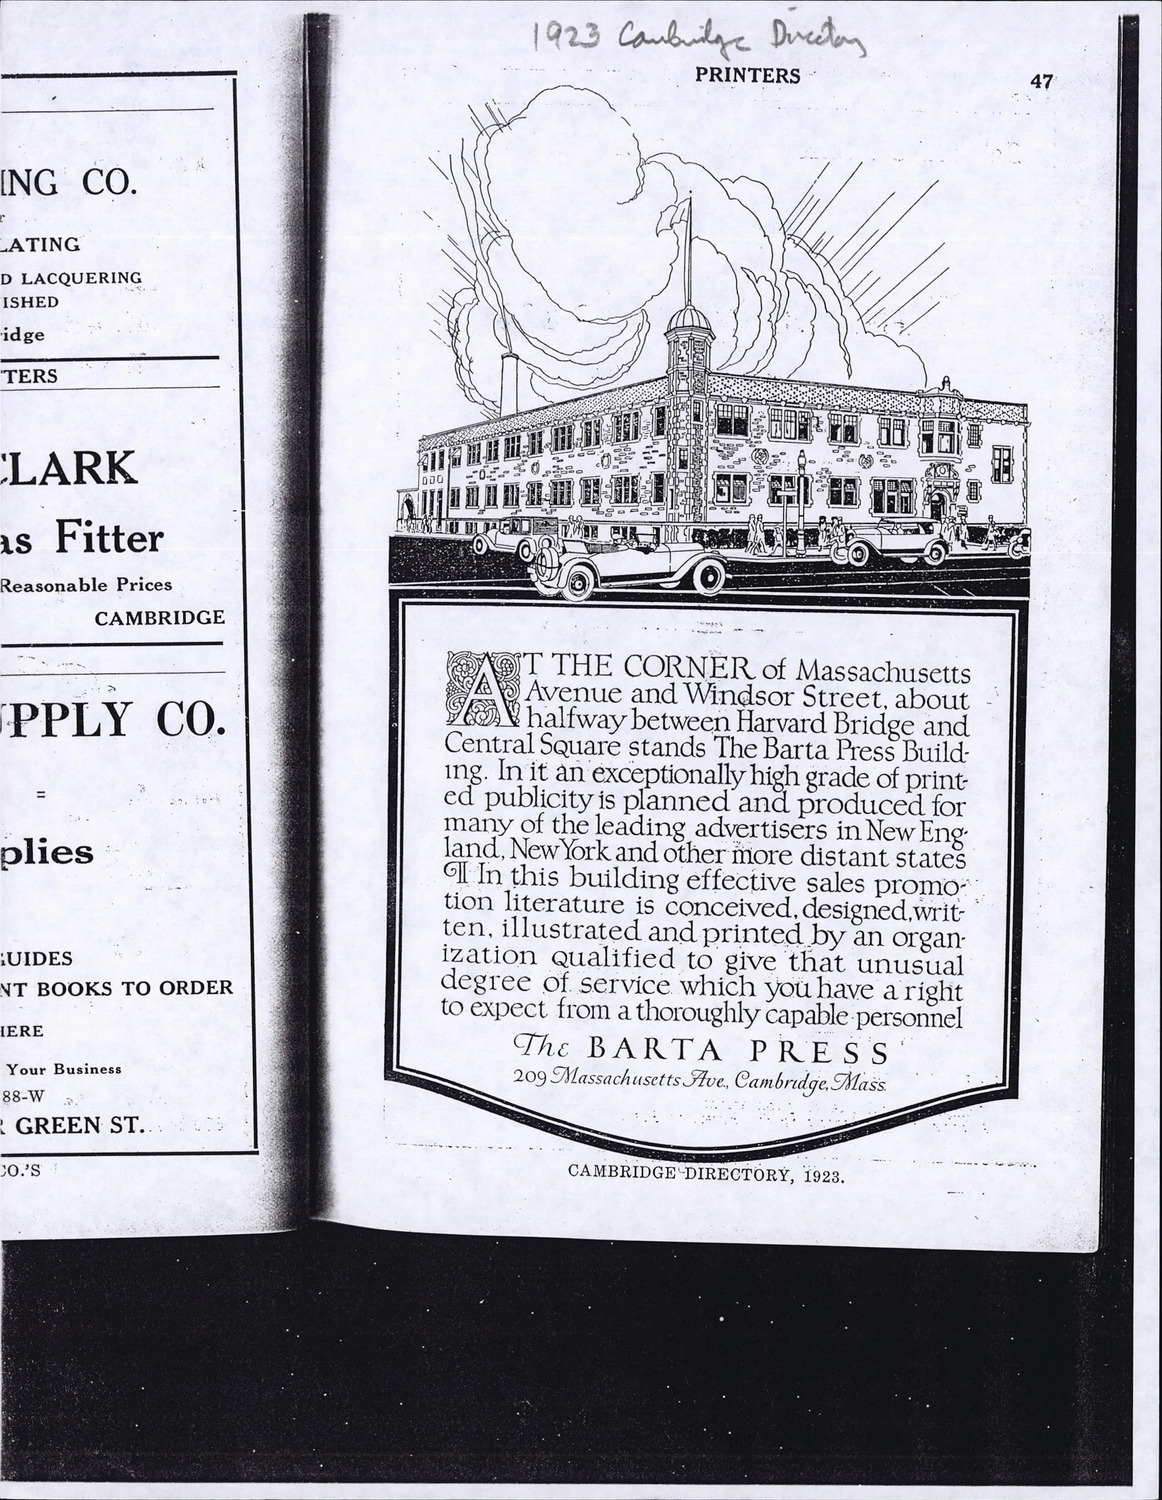 1923 Cambridge Directory
ING CO.
LATING
D LACQUERING
ISHED
idge
TERS
CLARK
as Fitter
Reasonable Prices
CAMBRIDGE
PPLY CO.
=
plies
GUIDES
NT BOOKS TO ORDER
HERE
Your Business
88-W
R GREEN ST.
CO.'S
PRINTERS
47
AT THE CORNER of Massachusetts
Avenue and Windsor Street, about
halfway between Harvard Bridge and
Central Square stands The Barta Press Build-
ing. In it an exceptionally high grade of print-
ed publicity is planned and produced for
many of the leading advertisers in New Eng-
land, New York and other more distant states
¶ In this building effective sales promo-
tion literature is conceived, designed, writ-
ten, illustrated and printed by an organ-
ization qualified to give that unusual
degree of service which you have a right
to expect from a thoroughly capable personnel
The BARTA PRESS
209 Massachusetts Ave., Cambridge, Mass.
CAMBRIDGE DIRECTORY, 1923.